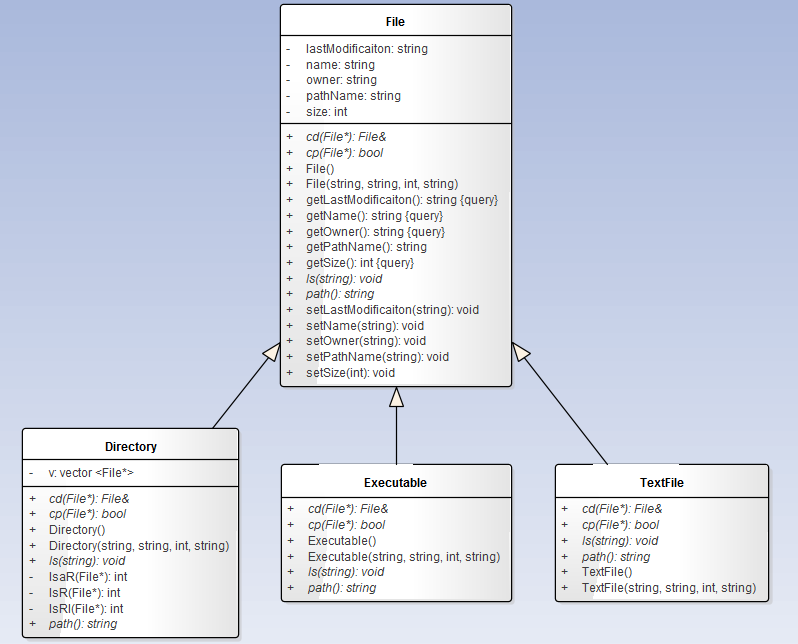 File
- lastModificaiton: string
- name: string
- owner: string
- pathName: string
- size: int
+ cd(File*): File&
+ cp(File*): bool
+ File()
+ File(string, string, int, string)
+ getLastModificaiton(): string {query}
+ getName(): string {query}
+ getOwner(): string {query}
+ getPathName(): string
+ getSize(): int {query}
+ ls(string): void
+ path(): string
+ setLastModificaiton(string): void
+ setName(string): void
+ setOwner(string): void
+ setPathName(string): void
+ setSize(int): void
Directory
- v: vector <File*>
+ cd(File*): File&
+ cp(File*): bool
+ Directory()
+ Directory(string, string, int, string)
+ ls(string): void
- lsaR(File*): int
- lsR(File*): int
- lsRl(File*): int
+ path(): string
Executable
+ cd(File*): File&
+ cp(File*): bool
+ Executable()
+ Executable(string, string, int, string)
+ ls(string): void
+ path(): string
TextFile
+ cd(File*): File&
+ cp(File*): bool
+ ls(string): void
+ path(): string
+ TextFile()
+ TextFile(string, string, int, string)